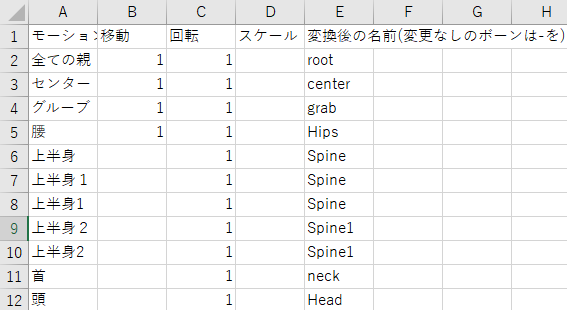 A B C D E F G H
1 モーション 移動 回転 スケール 変換後の名前(変更なしのボーンは-を)
2 全ての親 1 1 root
3 センター 1 1 center
4 グルーブ 1 1 grab
5 腰 1 1 Hips
6 上半身 1 Spine
7 上半身１ 1 Spine
8 上半身1 1 Spine
9 上半身２ 1 Spine1
10 上半身2 1 Spine1
11 首 1 neck
12 頭 1 Head